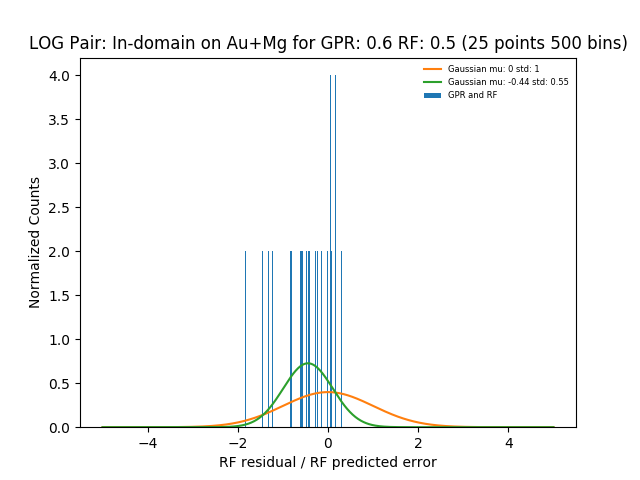 LOG Pair: In-domain on Au+Mg for GPR: 0.6 RF: 0.5 (25 points 500 bins)
Gaussian mu: 0 std: 1
Gaussian mu: -0.44 std: 0.55
GPR and RF
Normalized Counts
4.0
3.5
3.0
2.5
2.0
1.5
1.0
0.5
0.0
−4
−2
0
2
4
RF residual / RF predicted error